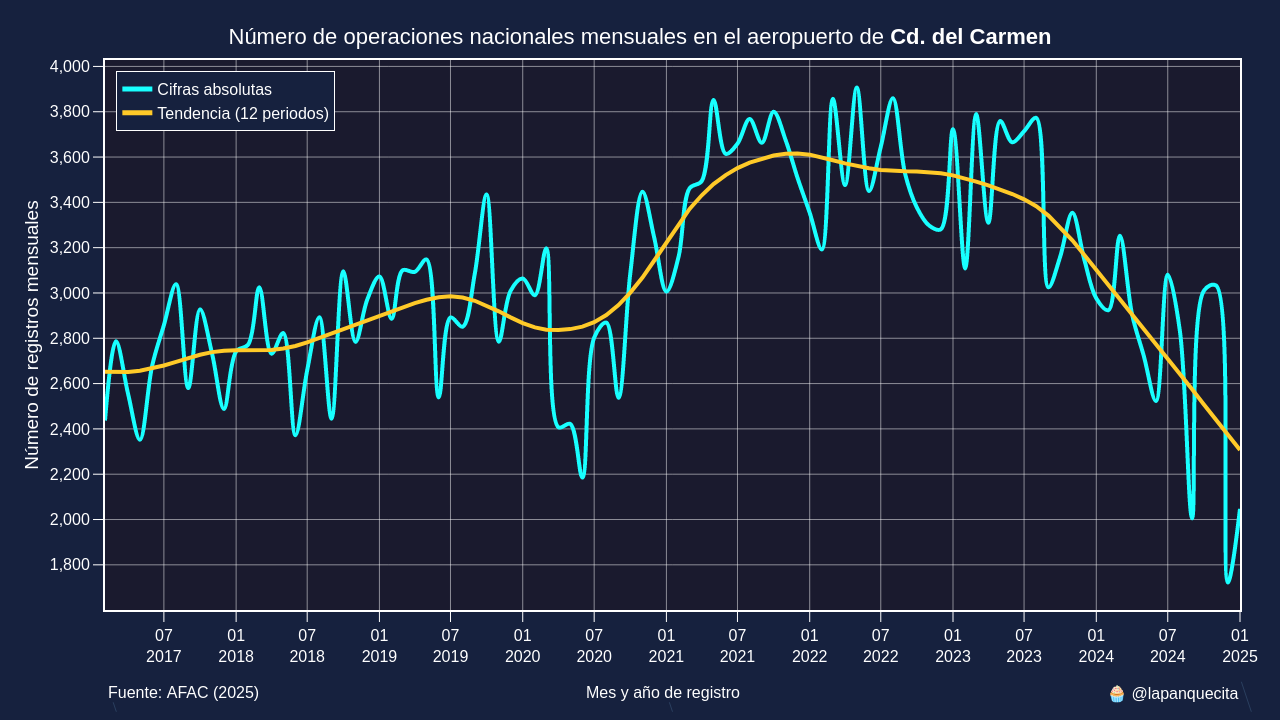 Número de operaciones nacionales mensuales en el aeropuerto de Cd. del Carmen
Cifras absolutas
Tendencia (12 periodos)
Número de registros mensuales
4,000
3,800
3,600
3,400
3,200
3,000
2,800
2,600
2,400
2,200
2,000
1,800
07 01 07 01 07 01 07 01 07 01 07 01 07 01 07 01
2017 2018 2018 2019 2019 2020 2020 2021 2021 2022 2022 2023 2023 2024 2024 2025
Fuente: AFAC (2025) Mes y año de registro 🧁 @lapanquecita